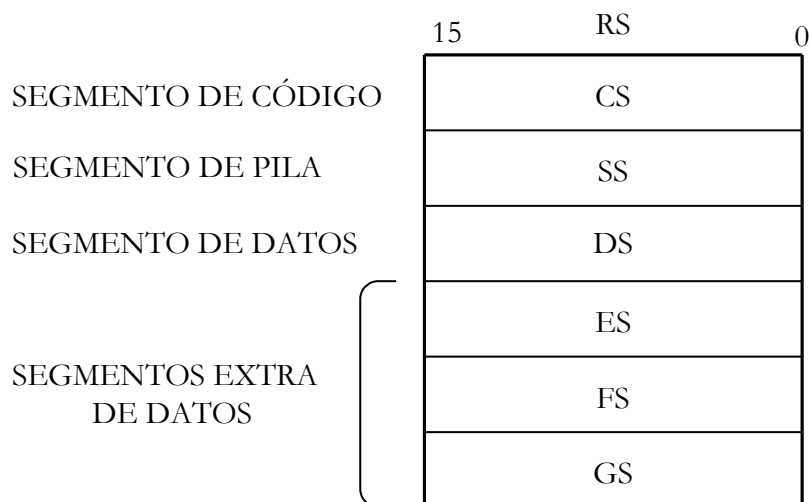 15 RS 0
SEGMENTO DE CÓDIGO CS
SEGMENTO DE PILA SS
SEGMENTO DE DATOS DS
ES
SEGMENTOS EXTRA
DE DATOS FS
GS